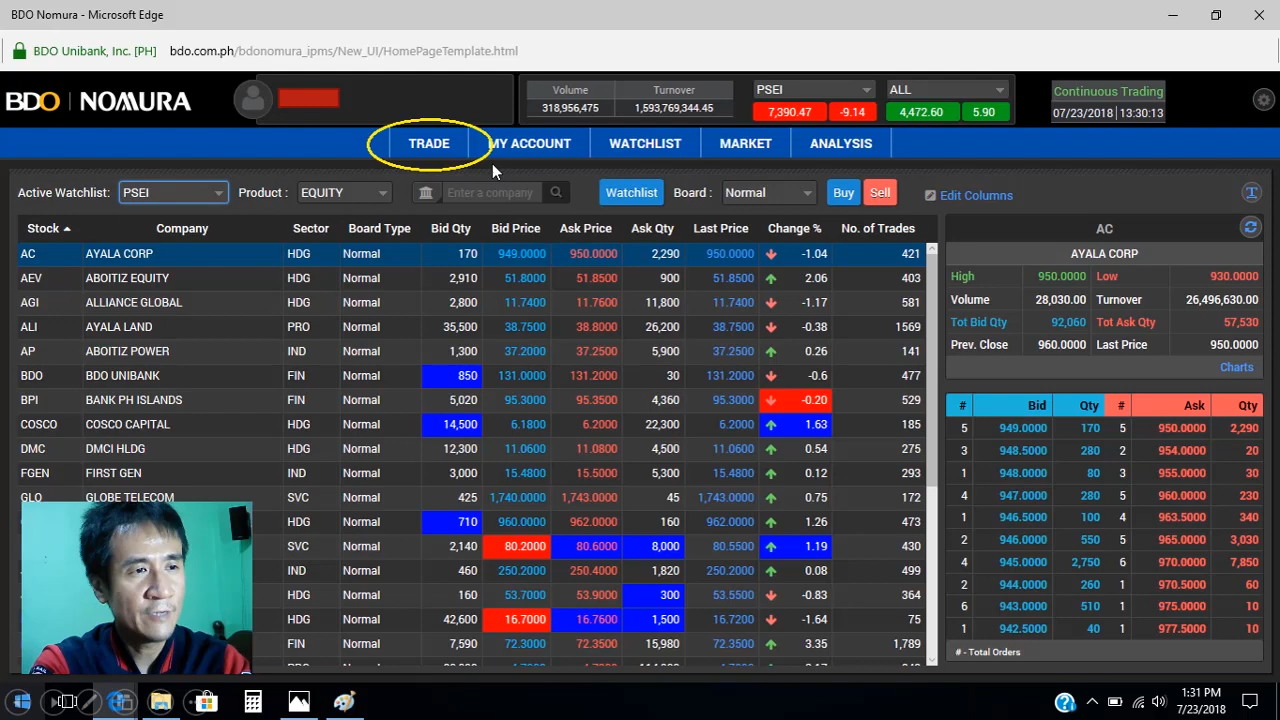 BDO Nomura - Microsoft Edge
BDO Unibank, Inc. [PH] bdo.com.ph/bdonomura_ipms/New_UI/HomePageTemplate.html
BDO NOMURA
Volume Turnover
318,956,475 1,593,769,344.45
PSEI ALL
7,390.47 -9.14 4,472.60 5.90
Continuous Trading
07/23/2018 13:30:13
TRADE MY ACCOUNT WATCHLIST MARKET ANALYSIS
Active Watchlist: PSEI Product : EQUITY Enter a company Watchlist Board : Normal Buy Sell Edit Columns
Stock Company Sector Board Type Bid Qty Bid Price Ask Price Ask Qty Last Price Change % No. of Trades
AC AYALA CORP HDG Normal 170 949.0000 950.0000 2,290 950.0000 -1.04 421
AEV ABOITIZ EQUITY HDG Normal 2,910 51.8000 51.8500 900 51.8500 2.06 403
AGI ALLIANCE GLOBAL HDG Normal 2,800 11.7400 11.7600 11,800 11.7400 -1.17 581
ALI AYALA LAND PRO Normal 35,500 38.7500 38.8000 26,200 38.7500 -0.38 1569
AP ABOITIZ POWER IND Normal 1,300 37.2000 37.2500 5,900 37.2500 0.26 141
BDO BDO UNIBANK FIN Normal 850 131.0000 131.2000 30 131.2000 -0.6 477
BPI BANK PH ISLANDS FIN Normal 5,020 95.3000 95.3500 4,360 95.3000 -0.20 529
COSCO COSCO CAPITAL HDG Normal 14,500 6.1800 6.2000 22,300 6.2000 1.63 185
DMC DMCI HLDG HDG Normal 12,300 11.0600 11.0800 4,400 11.0600 0.54 275
FGEN FIRST GEN IND Normal 3,000 15.4800 15.5000 5,300 15.4800 0.12 293
GLO GLOBE TELECOM SVC Normal 425 1,740.0000 1,743.0000 45 1,743.0000 0.75 172
HDG Normal 710 960.0000 962.0000 160 962.0000 1.26 473
SVC Normal 2,140 80.2000 80.6000 8,000 80.5500 1.19 430
IND Normal 460 250.2000 250.4000 1,820 250.2000 0.08 499
HDG Normal 160 53.7000 53.9000 300 53.5500 -0.83 364
HDG Normal 42,600 16.7000 16.7600 1,500 16.7200 -1.64 75
FIN Normal 7,590 72.3000 72.3500 15,980 72.3500 3.35 1,789
T
AC
AYALA CORP
High 950.0000 Low 930.0000
Volume 28,030.00 Turnover 26,496,630.00
Tot Bid Qty 92,060 Tot Ask Qty 57,530
Prev. Close 960.0000 Last Price 950.0000
Charts
# Bid Qty # Ask Qty
5 949.0000 170 5 950.0000 2,290
3 948.5000 280 2 954.0000 20
1 948.0000 80 3 955.0000 30
4 947.0000 280 5 960.0000 230
1 946.5000 100 4 963.5000 340
2 946.0000 550 5 965.0000 3,030
4 945.0000 2,750 6 970.0000 7,850
2 944.0000 260 1 970.5000 60
6 943.0000 510 1 975.0000 10
1 942.5000 40 1 977.5000 10
# - Total Orders
1:31 PM
7/23/2018